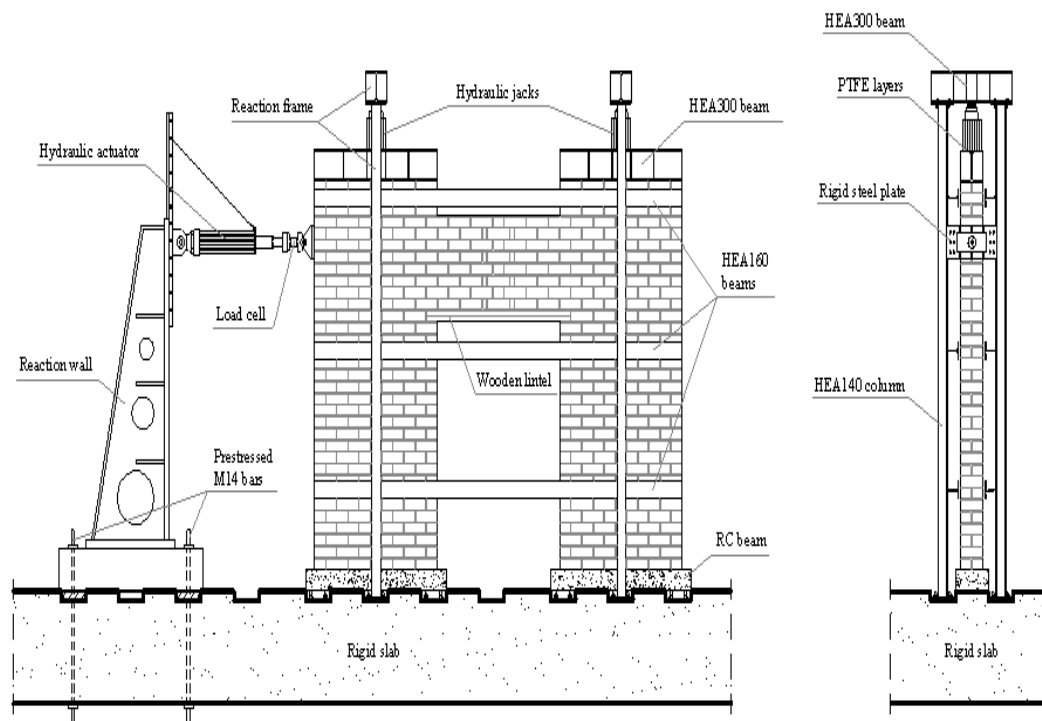 HEA300 beam
Reaction frame
Hydraulic jacks
HEA300 beam
PTFE layers
Hydraulic actuator
Rigid steel plate
HEA160
beams
Load cell
Reaction wall
Wooden lintel
HEA140 column
Prestressed
M14 bars
RC beam
Rigid slab
Rigid slab